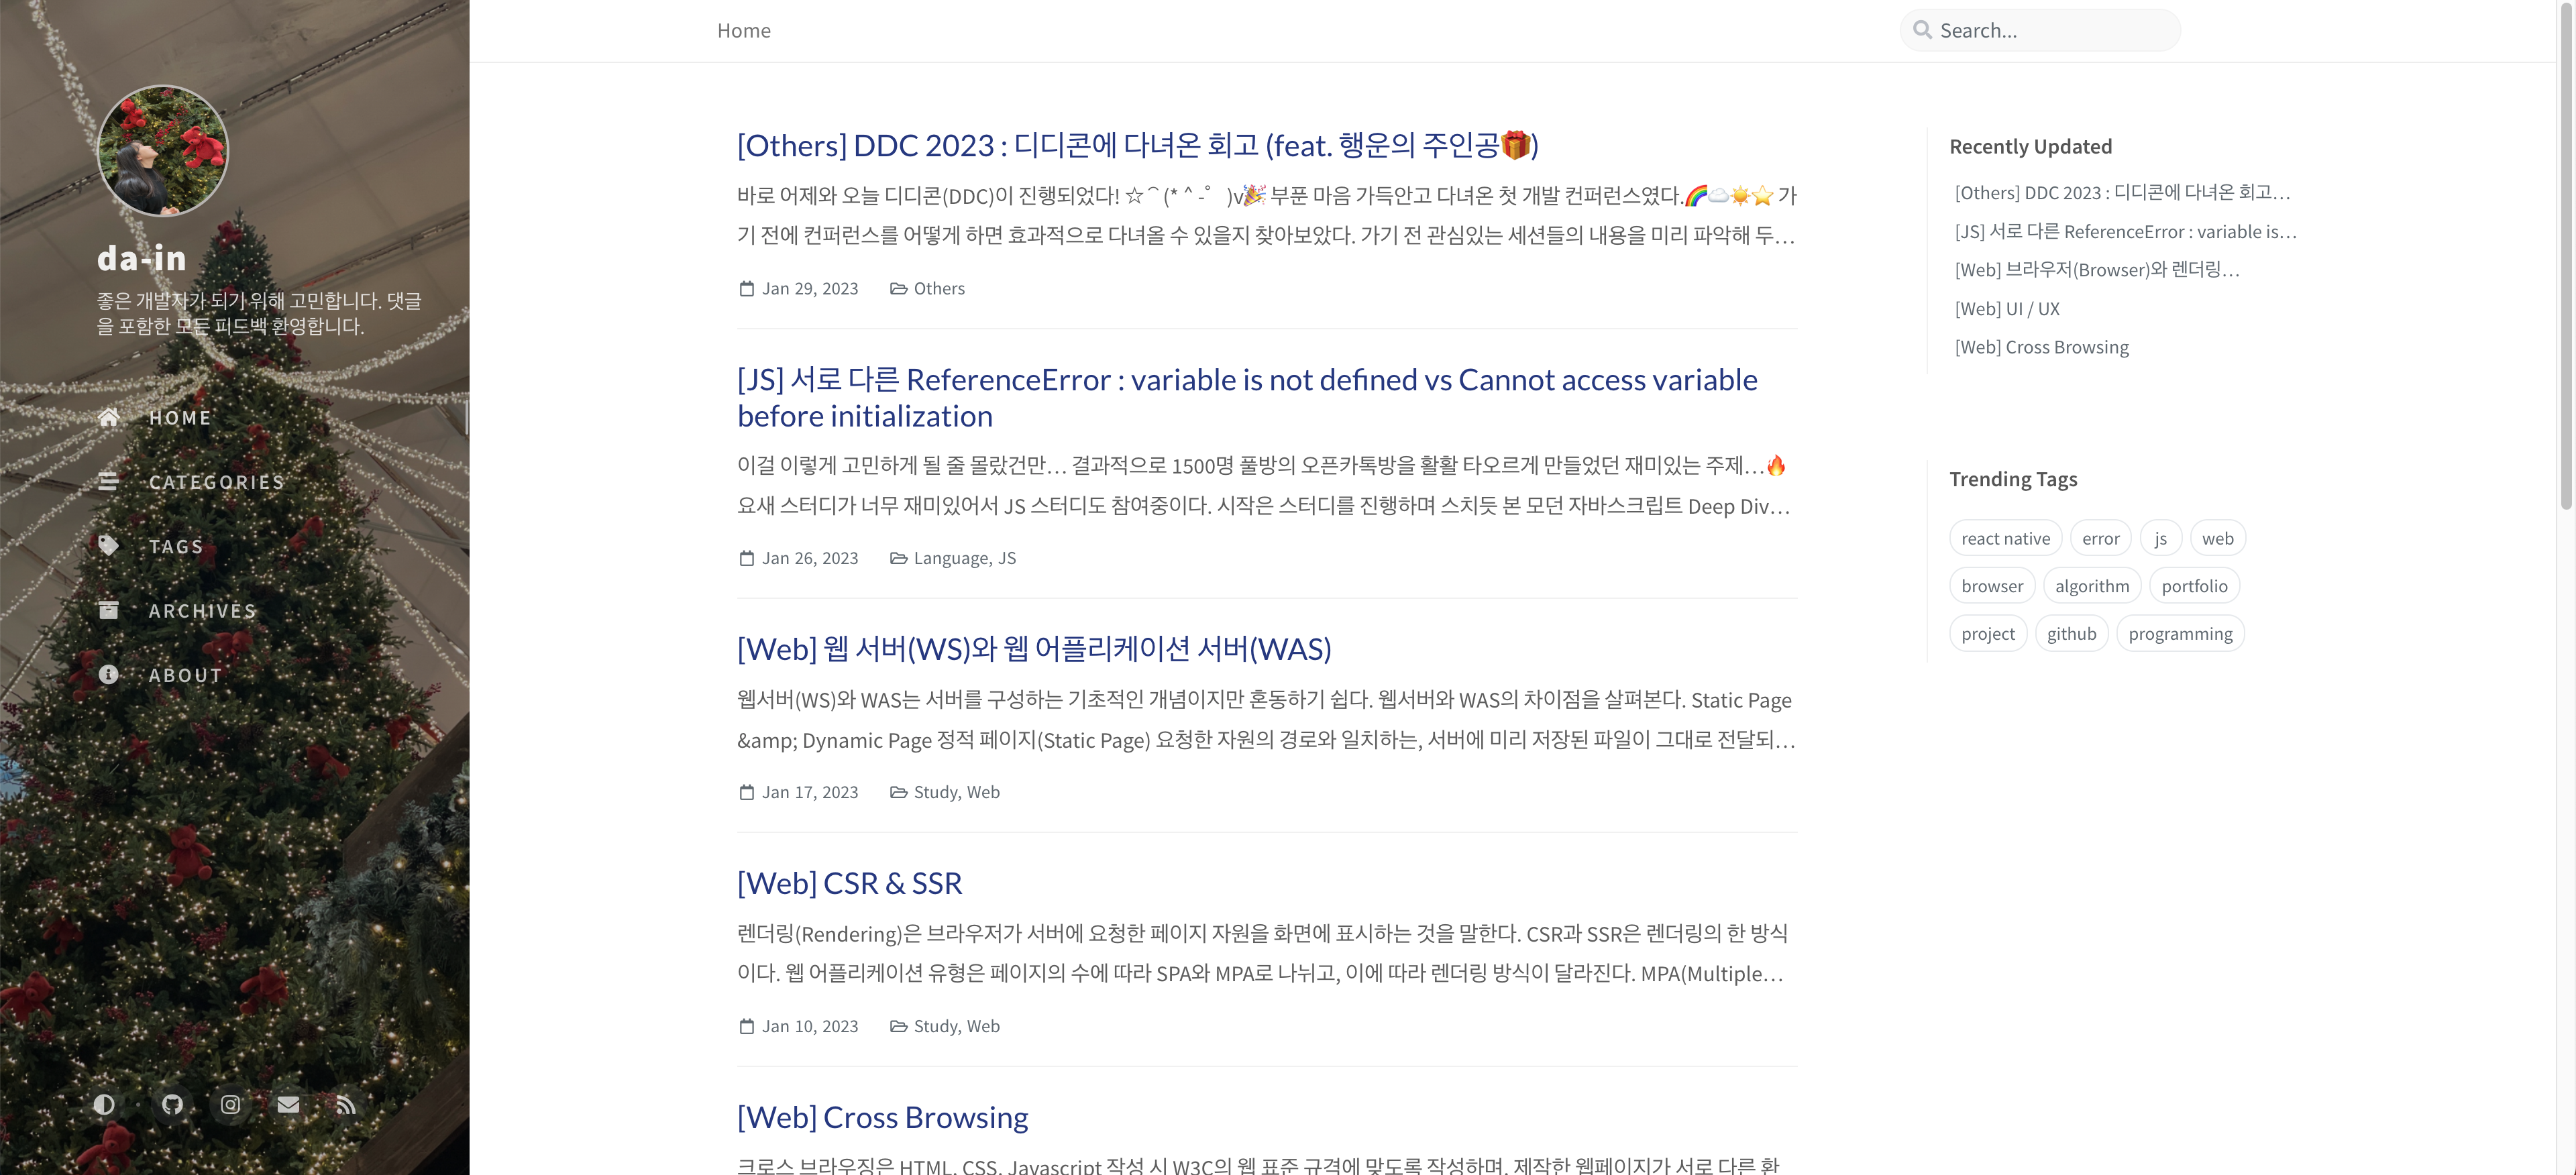 da-in
좋은 개발자가 되기 위해 고민합니다. 댓글
을 포함한 모든 피드백 환영합니다.
HOME
CATEGORIES
TAGS
ARCHIVES
ABOUT
Home
Search...
[Others] DDC 2023 : 디디콘에 다녀온 회고 (feat. 행운의 주인공🎁)
바로 어제와 오늘 디디콘(DDC)이 진행되었다! ☆⌒(*^-゜)v🎉 부푼 마음 가득안고 다녀온 첫 개발 컨퍼런스였다.🌈☁️☀️⭐ 가
기 전에 컨퍼런스를 어떻게 하면 효과적으로 다녀올 수 있을지 찾아보았다. 가기 전 관심있는 세션들의 내용을 미리 파악해 두...
Jan 29, 2023 Others
[JS] 서로 다른 ReferenceError : variable is not defined vs Cannot access variable
before initialization
이걸 이렇게 고민하게 될 줄 몰랐건만... 결과적으로 1500명 풀방의 오픈카톡방을 활활 타오르게 만들었던 재미있는 주제...🔥
요새 스터디가 너무 재미있어서 JS 스터디도 참여중이다. 시작은 스터디를 진행하며 스치듯 본 모던 자바스크립트 Deep Div...
Jan 26, 2023 Language, JS
[Web] 웹 서버(WS)와 웹 어플리케이션 서버(WAS)
웹서버(WS)와 WAS는 서버를 구성하는 기초적인 개념이지만 혼동하기 쉽다. 웹서버와 WAS의 차이점을 살펴본다. Static Page
&amp;amp; Dynamic Page 정적 페이지(Static Page) 요청한 자원의 경로와 일치하는, 서버에 미리 저장된 파일이 그대로 전달되...
Jan 17, 2023 Study, Web
[Web] CSR & SSR
렌더링(Rendering)은 브라우저가 서버에 요청한 페이지 자원을 화면에 표시하는 것을 말한다. CSR과 SSR은 렌더링의 한 방식
이다. 웹 어플리케이션 유형은 페이지의 수에 따라 SPA와 MPA로 나뉘고, 이에 따라 렌더링 방식이 달라진다. MPA(Multiple...
Jan 10, 2023 Study, Web
[Web] Cross Browsing
크로스 브라우징은 HTML, CSS, Javascript 작성 시 W3C의 웹 표준 규격에 맞도록 작성하며, 제작한 웹페이지가 서로 다른 환
Recently Updated
[Others] DDC 2023 : 디디콘에 다녀온 회고...
[JS] 서로 다른 ReferenceError : variable is...
[Web] 브라우저(Browser)와 렌더링...
[Web] UI / UX
[Web] Cross Browsing
Trending Tags
react native error js web
browser algorithm portfolio
project github programming